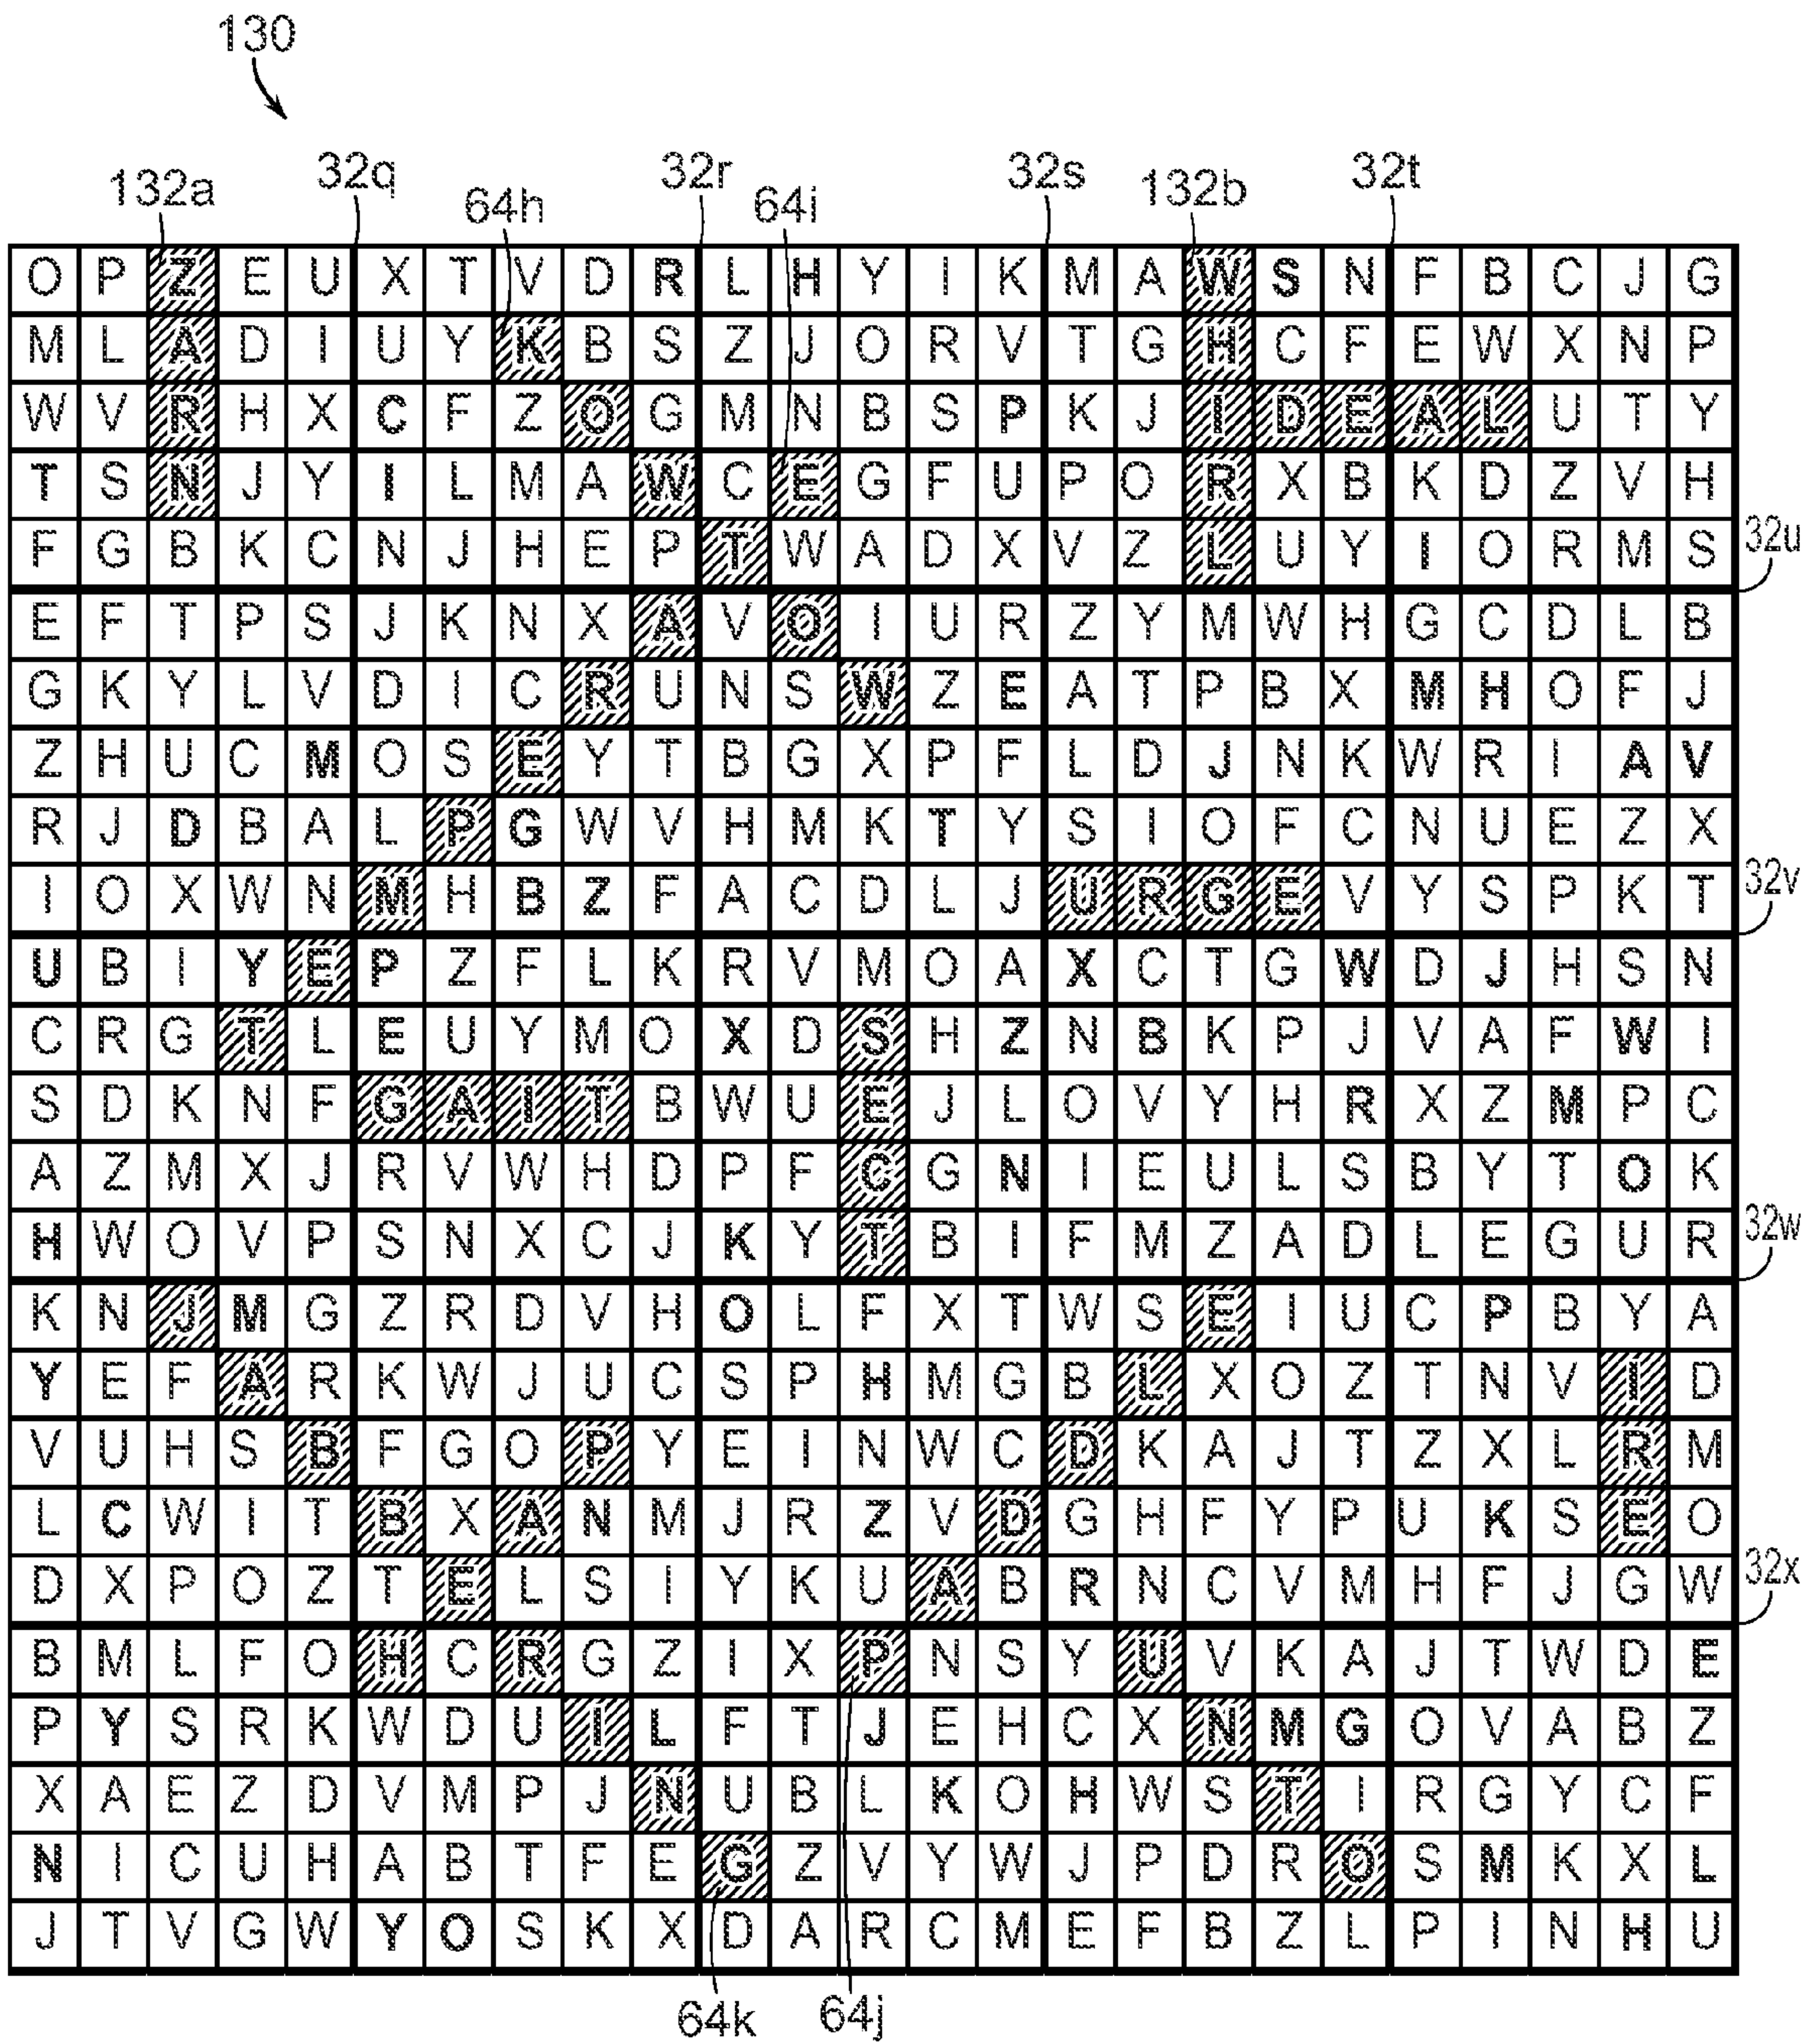 130
132a 32q 64h 32r 64i 32s 132b 32t
O P Z E U X T V D R L H Y I K M A W S N F B C J G
M L A D I U Y K B S Z J O R V T G H C F E W X N P
W V R H X C F Z O G M N B S P K J I D E A L U T Y
T S N J Y I L M A W C E G F U P O R X B K D Z V H
F G B K C N J H E P T W A D X V Z L U Y I O R M S
32u
E F T P S J K N X A V O I U R Z Y M W H G C D L B
G K Y L V D I C R U N S W Z E A T P B X M H O F J
Z H U C M O S E Y T B G X P F L D J N K W R I A V
R J D B A L P G W V H M K T Y S I O F C N U E Z X
I O X W N M H B Z F A C D L J U R G E V Y S P K T
32v
U B I Y E P Z F L K R V M O A X C T G W D J H S N
C R G T L E U Y M O X D S H Z N B K P J V A F W I
S D K N F G A I T B W U E J L O V Y H R X Z M P C
A Z M X J R V W H D P F C G N I E U L S B Y T O K
H W O V P S N X C J K Y T B I F M Z A D L E G U R
32w
K N J M G Z R D V H O L F X T W S E I U C P B Y A
Y E F A R K W J U C S P H M G B L X O Z T N V I D
V U H S B F G O P Y E I N W C D K A J T Z X L R M
L C W I T B X A N M J R Z V D G H F Y P U K S E O
D X P O Z T E L S I Y K U A B R N C V M H F J G W
32x
B M L F O H C R G Z I X P N S Y U V K A J T W D E
P Y S R K W D U I L F T J E H C X N M G O V A B Z
X A E Z D V M P J N U B L K O H W S T I R G Y C F
N I C U H A B T F E G Z V Y W J P D R O S M K X L
J T V G W Y O S K X D A R C M E F B Z L P I N H U
64k 64j